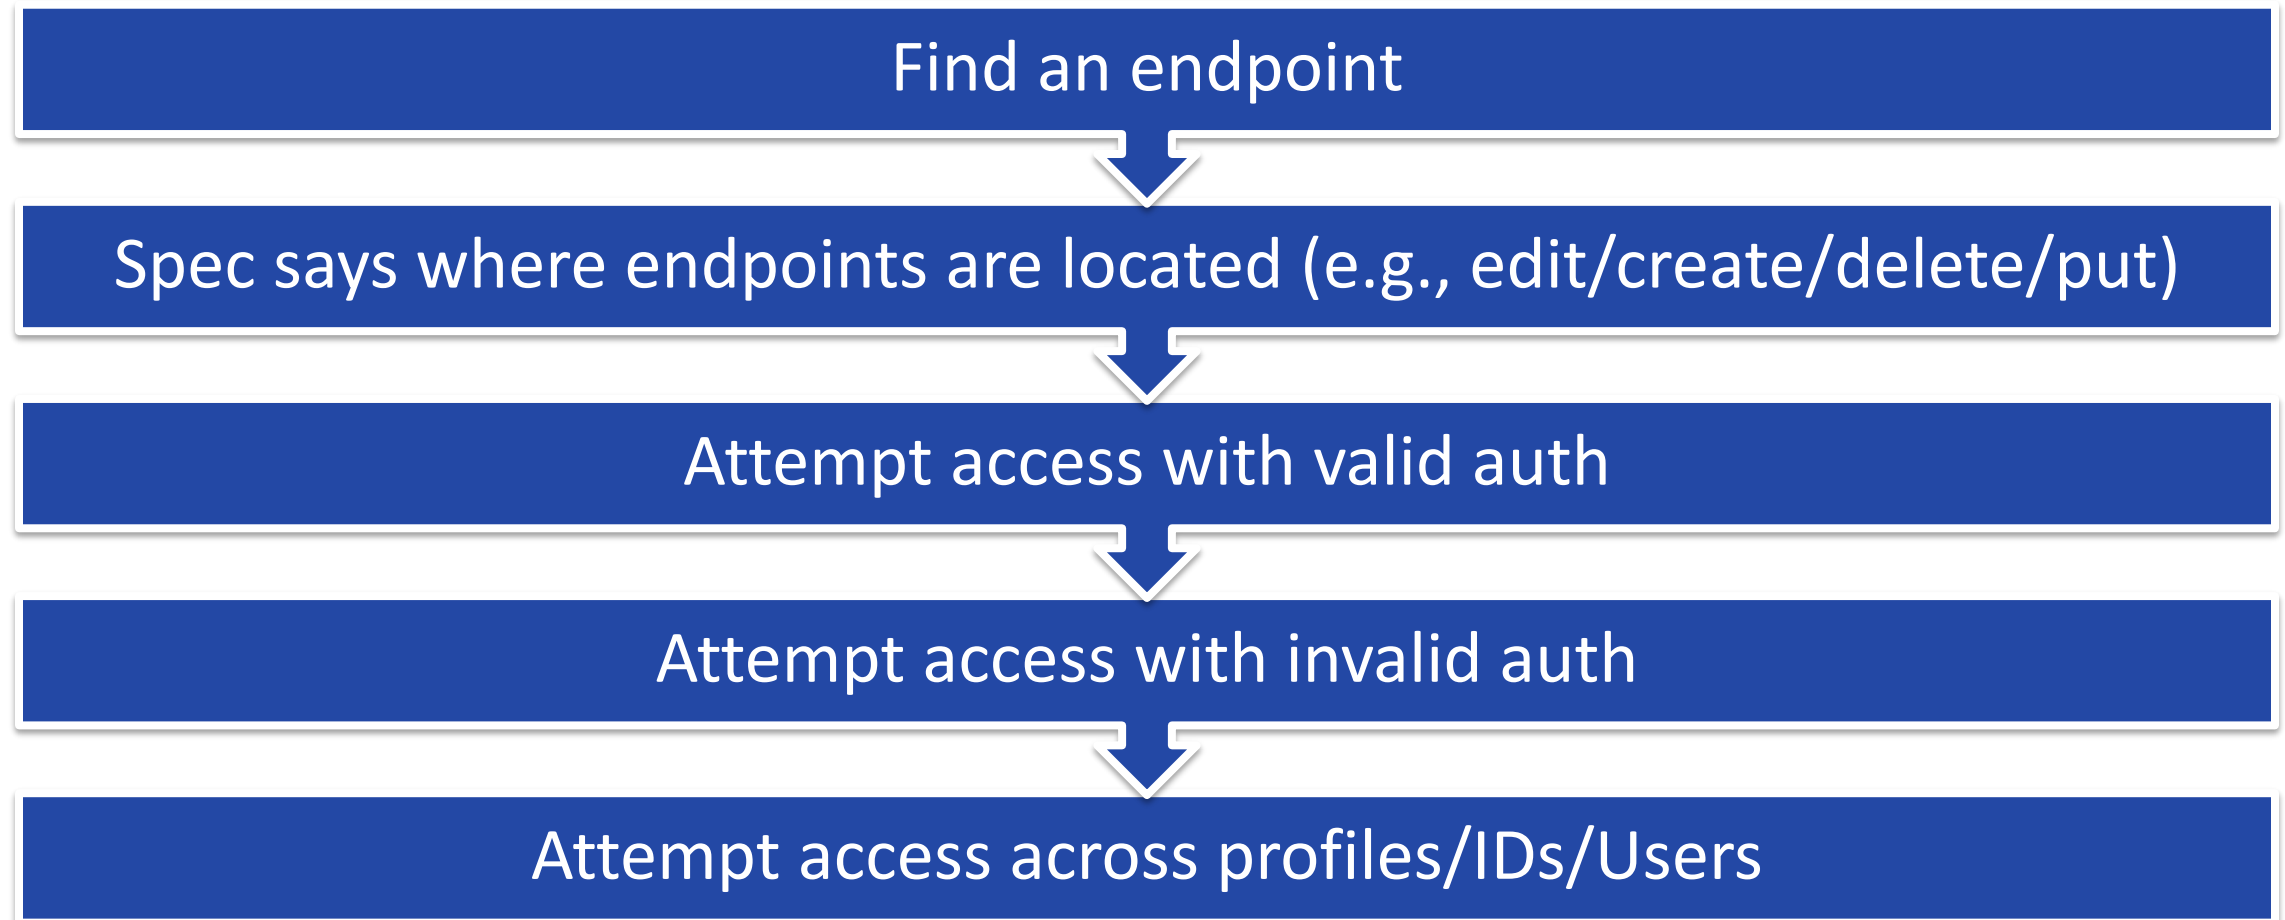 Find an endpoint
Spec says where endpoints are located (e.g., edit/create/delete/put)
Attempt access with valid auth
Attempt access with invalid auth
Attempt access across profiles/IDs/Users